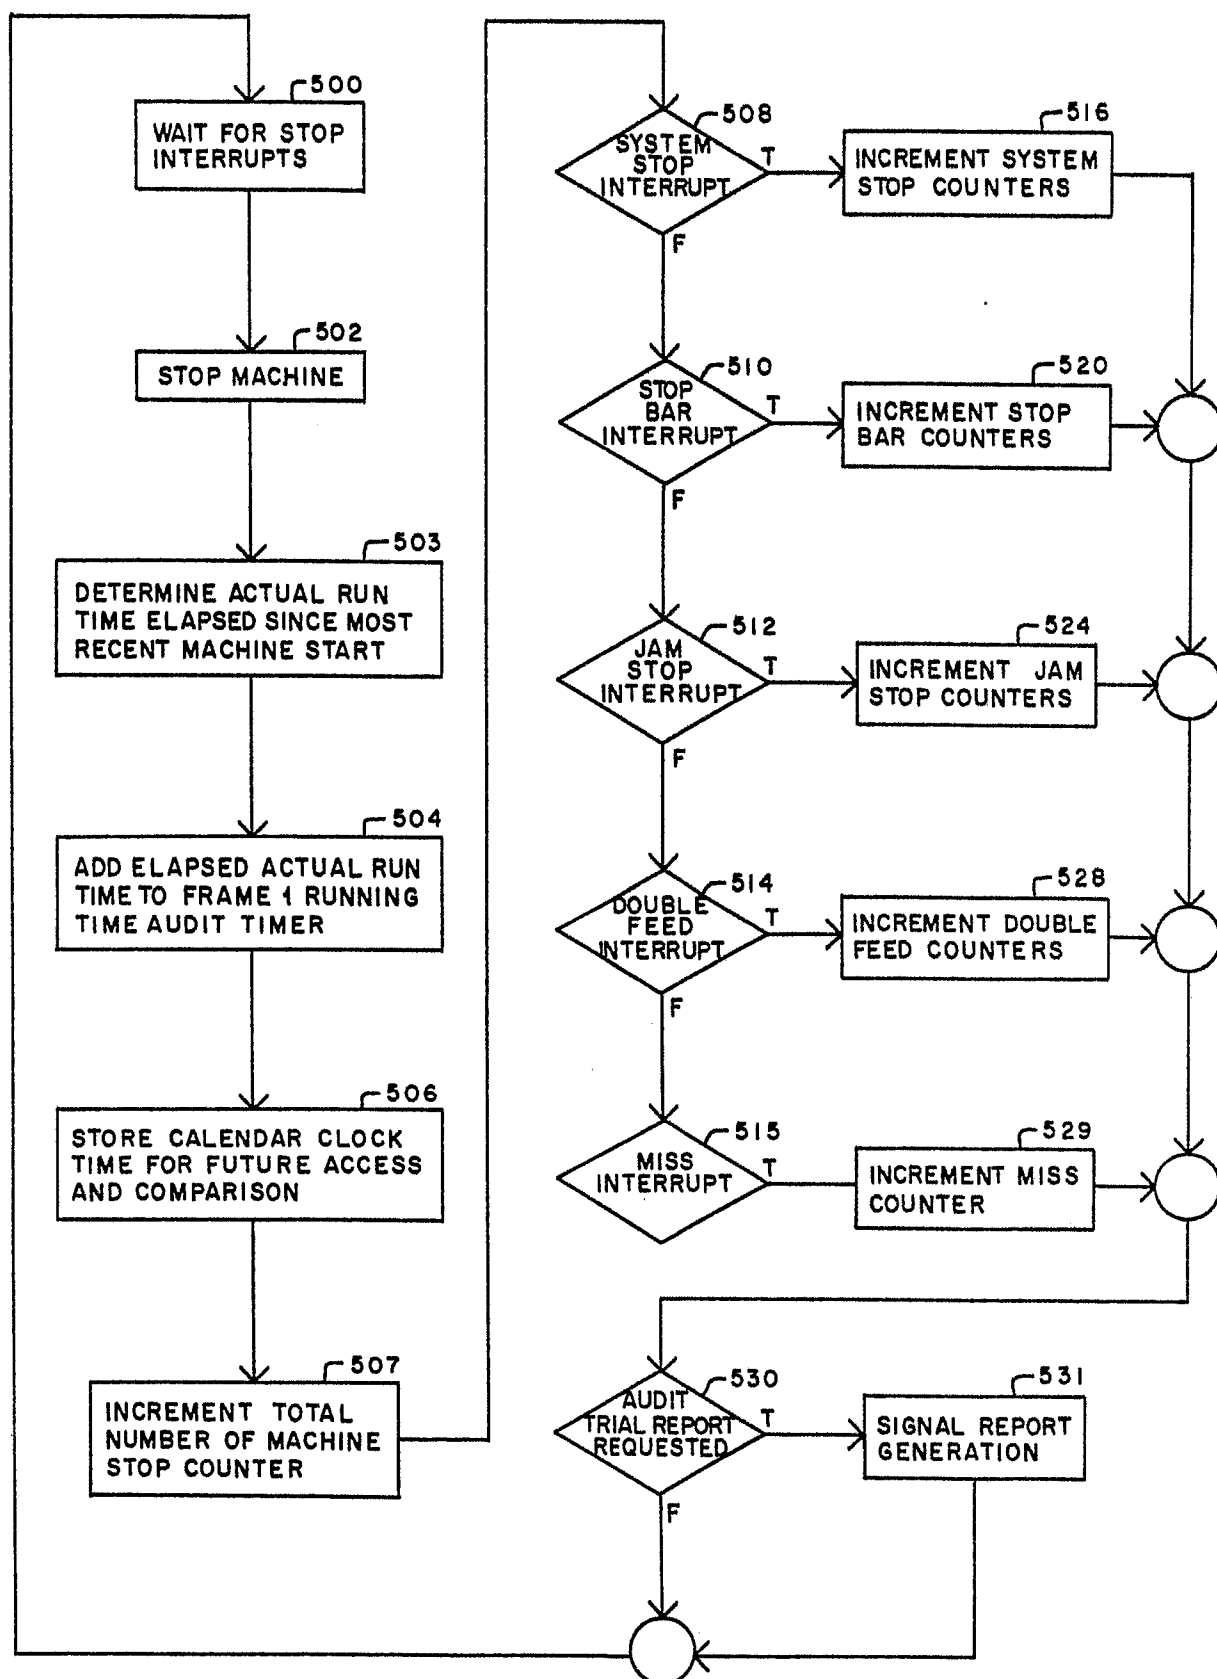 500
WAIT FOR STOP
INTERRUPTS
502
STOP MACHINE
503
DETERMINE ACTUAL RUN
TIME ELAPSED SINCE MOST
RECENT MACHINE START
504
ADD ELAPSED ACTUAL RUN
TIME TO FRAME 1 RUNNING
TIME AUDIT TIMER
506
STORE CALENDAR CLOCK
TIME FOR FUTURE ACCESS
AND COMPARISON
507
INCREMENT TOTAL
NUMBER OF MACHINE
STOP COUNTER
508
SYSTEM
STOP
INTERRUPT
T
F
516
INCREMENT SYSTEM
STOP COUNTERS
510
STOP
BAR
INTERRUPT
T
F
520
INCREMENT STOP
BAR COUNTERS
512
JAM
STOP
INTERRUPT
T
F
524
INCREMENT JAM
STOP COUNTERS
514
DOUBLE
FEED
INTERRUPT
T
F
528
INCREMENT DOUBLE
FEED COUNTERS
515
MISS
INTERRUPT
T
529
INCREMENT MISS
COUNTER
530
AUDIT
TRIAL REPORT
REQUESTED
T
F
531
SIGNAL REPORT
GENERATION